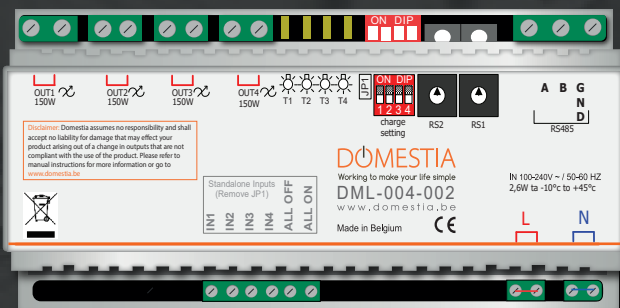 ON DIP
OUT1
150W
OUT2
150W
OUT3
150W
OUT4
150W
T1 T2 T3 T4
JP1
ON DIP
1 2 3 4
charge
setting
RS2
RS1
A B G
N
D
RS485
Disclaimer: Domestia assumes no responsibility and shall
accept no liability for damage that may effect your
product arising out of a change in outputs that are not
compliant with the use of the product. Please refer to
manual instructions for more information or go to
www.domestia.be
Standalone Inputs
(Remove JP1)
IN1
IN2
IN3
IN4
ALL OFF
ALL ON
DOMESTIA
Working to make your life simple
DML-004-002
www.domestia.be
Made in Belgium
CE
IN 100-240V ~ / 50-60 HZ
2,6W ta -10°c to +45°c
L
N